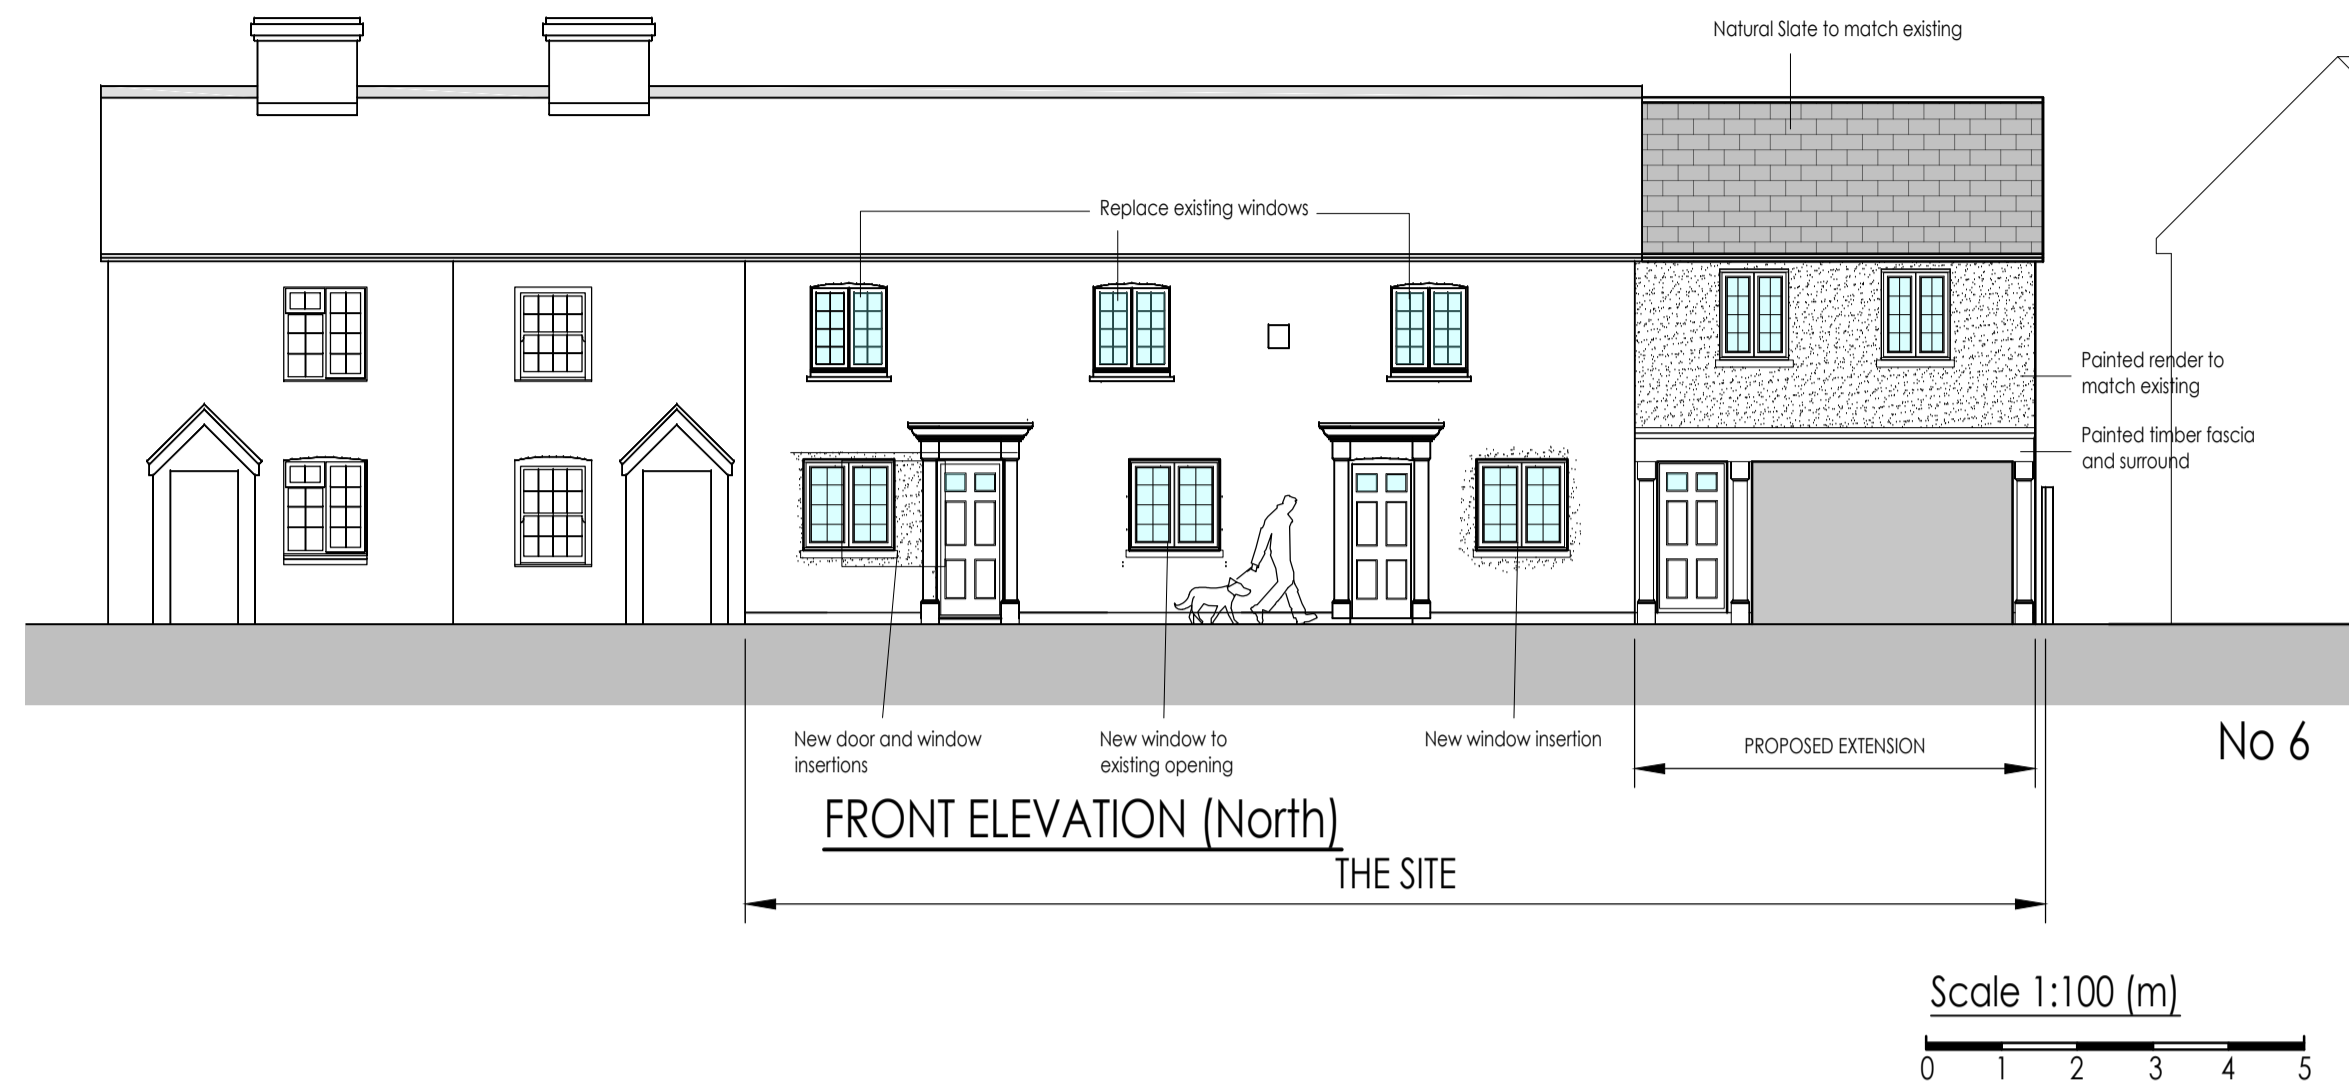 Natural Slate to match existing
Replace existing windows
Painted render to
match existing
Painted timber fascia
and surround
New door and window
insertions
New window to
existing opening
New window insertion
PROPOSED EXTENSION
No 6
FRONT ELEVATION (North)
THE SITE
Scale 1:100 (m)
0 1 2 3 4 5